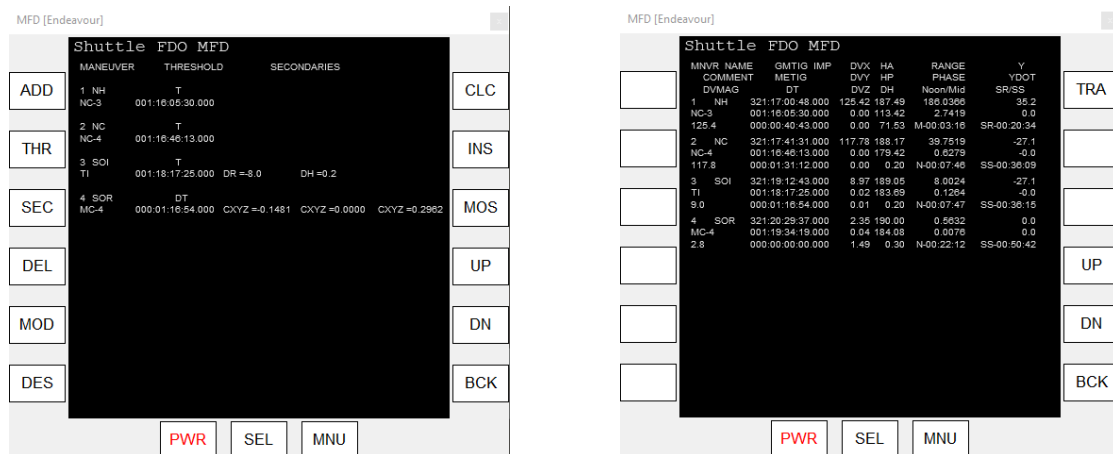 MFD [Endeavour]
x
Shuttle FDO MFD
MANEUVER THRESHOLD SECONDARIES
1 NH T
NC-3 001:16:05:30.000
2 NC T
NC-4 001:16:46:13.000
3 SOI T
TI 001:18:17:25.000 DR =-8.0 DH =0.2
4 SOR DT
MC-4 000:01:16:54.000 CXYZ =-0.1481 CXYZ =0.0000 CXYZ =0.2962
ADD
THR
SEC
DEL
MOD
DES
CLC
INS
MOS
UP
DN
BCK
PWR SEL MNU
MFD [Endeavour]
x
Shuttle FDO MFD
MNVR NAME GMTIG IMP DVX HA RANGE Y
COMMENT METIG DVY HP PHASE YDOT
DVMAG DT DVZ DH Noon/Mid SR/SS
1 NH 321:17:00:48.000 125.42 187.49 186.0366 35.2
NC-3 001:16:05:30.000 0.00 113.42 2.7419 0.0
125.4 000:00:40:43.000 0.00 71.53 M-00:03:16 SR-00:20:34
2 NC 321:17:41:31.000 117.78 188.17 39.7519 -27.1
NC-4 001:16:46:13.000 0.00 179.42 0.6279 -0.0
117.8 000:01:31:12.000 0.00 0.20 N-00:07:46 SS-00:36:09
3 SOI 321:19:12:43.000 8.97 189.05 8.0024 -27.1
TI 001:18:17:25.000 0.02 183.69 0.1264 -0.0
9.0 000:01:16:54.000 0.01 0.20 N-00:07:47 SS-00:36:15
4 SOR 321:20:29:37.000 2.35 190.00 0.5632 0.0
MC-4 001:19:34:19.000 0.04 184.08 0.0076 0.0
2.8 000:00:00:00.000 1.49 0.30 N-00:22:12 SS-00:50:42
TRA
UP
DN
BCK
PWR SEL MNU